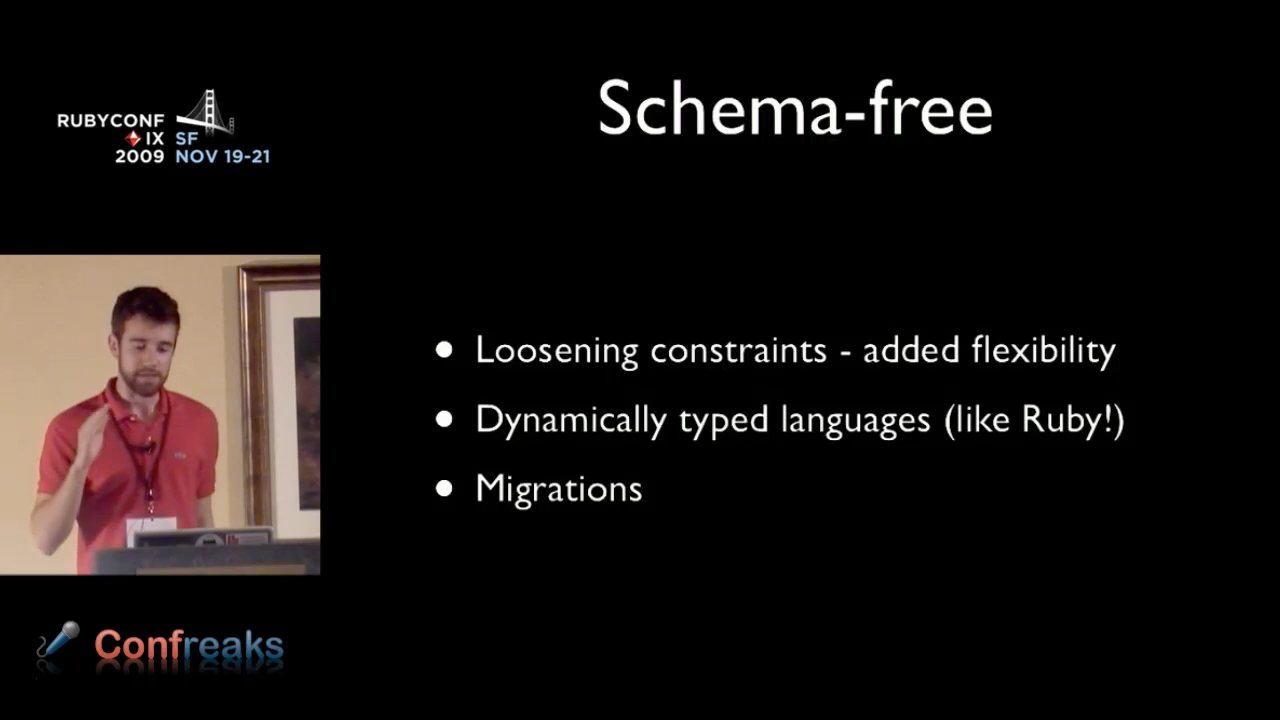 Schema-free
RUBYCONF
IX SF
2009 NOV 19-21
● Loosening constraints - added flexibility
● Dynamically typed languages (like Ruby!)
● Migrations
Confreaks